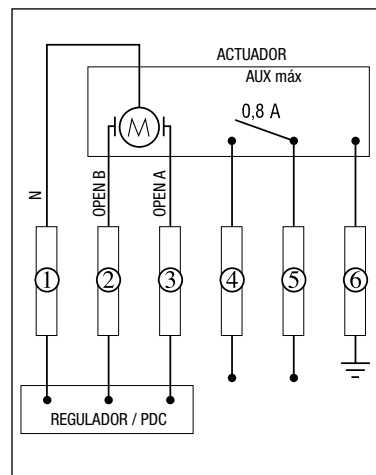 ACTUADOR
AUX máx
0,8 A
M
N
OPEN B
OPEN A
1 2 3 4 5 6
REGULADOR / PDC